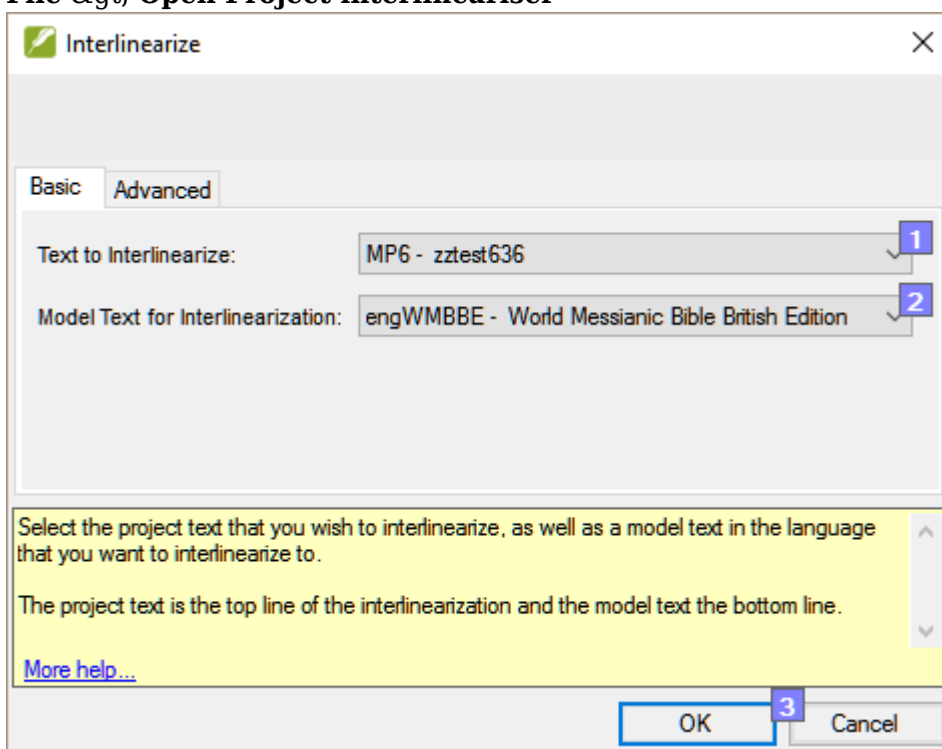 File &gt; Open Project Interlineariser
Interlinearize
Basic Advanced
Text to Interlinearize: MP6 - zztest636 1
Model Text for Interlinearization: engWMBBE - World Messianic Bible British Edition 2
Select the project text that you wish to interlinearize, as well as a model text in the language
that you want to interlinearize to.
The project text is the top line of the interlinearization and the model text the bottom line.
More help...
OK 3 Cancel